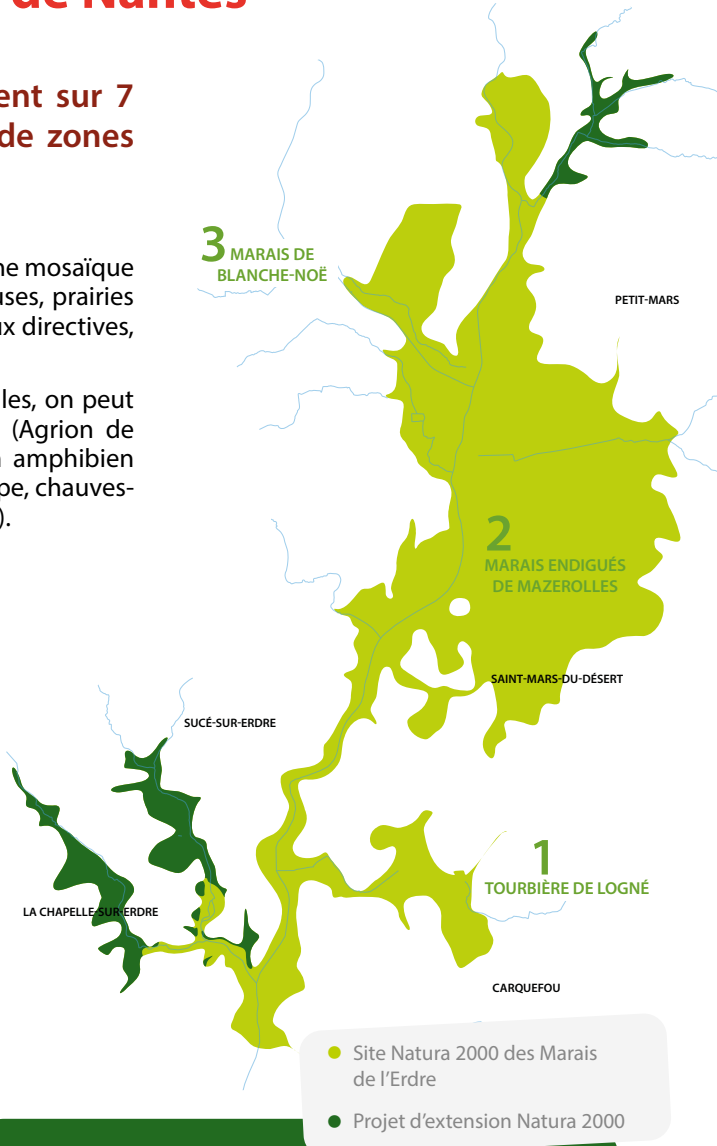 de Nantes
ent sur 7
de zones
ne mosaïque
uses, prairies
ux directives,
les, on peut
(Agrion de
amphibien
pe, chauves-
).
3 MARAIS DE
BLANCHE-NOË
PETIT-MARS
2
MARAIS ENDIGUÉS
DE MAZEROLLES
SAINT-MARS-DU-DÉSERT
SUCÉ-SUR-ERDRE
1
TOURBIÈRE DE LOGNÉ
LA CHAPELLE-SUR-ERDRE
CARQUEFOU
Site Natura 2000 des Marais
de l'Erdre
Projet d'extension Natura 2000